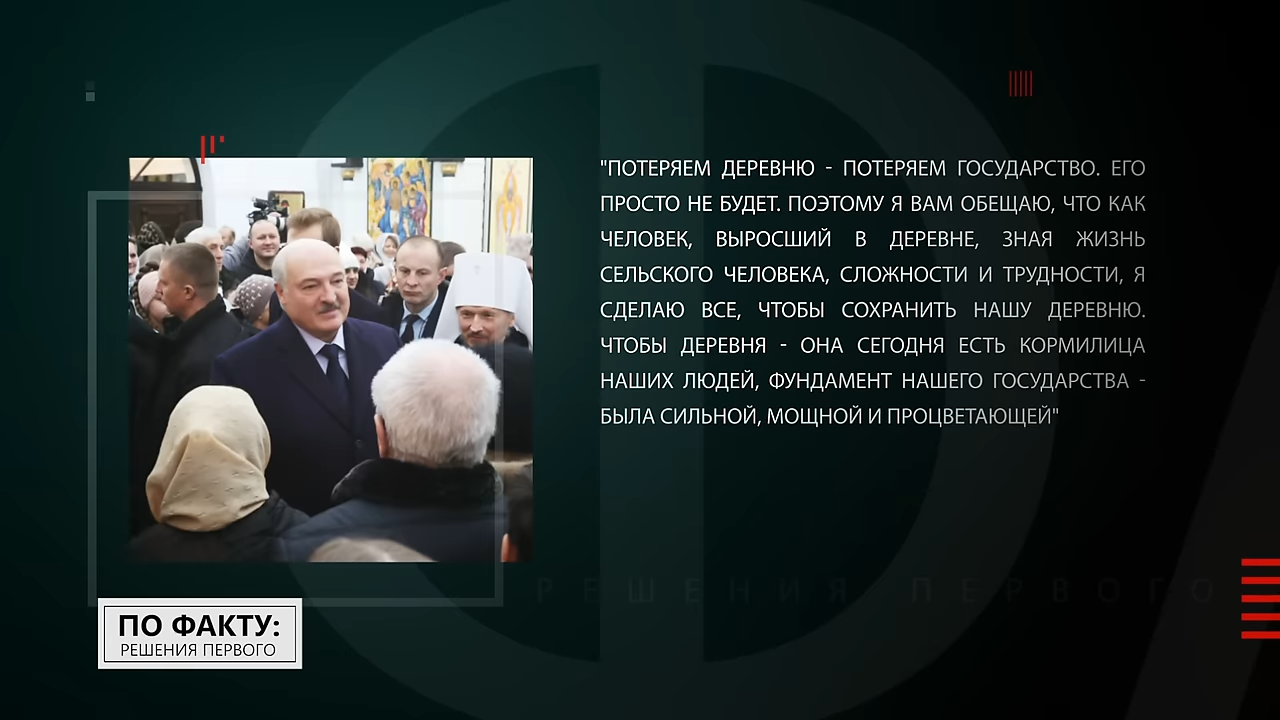 "ПОТЕРЯЕМ ДЕРЕВНЮ - ПОТЕРЯЕМ ГОСУДАРСТВО. ЕГО
ПРОСТО НЕ БУДЕТ. ПОЭТОМУ Я ВАМ ОБЕЩАЮ, ЧТО КАК
ЧЕЛОВЕК, ВЫРОСШИЙ В ДЕРЕВНЕ, ЗНАЯ ЖИЗНЬ
СЕЛЬСКОГО ЧЕЛОВЕКА, СЛОЖНОСТИ И ТРУДНОСТИ, Я
СДЕЛАЮ ВСЕ, ЧТОБЫ СОХРАНИТЬ НАШУ ДЕРЕВНЮ.
ЧТОБЫ ДЕРЕВНЯ - ОНА СЕГОДНЯ ЕСТЬ КОРМИЛИЦА
НАШИХ ЛЮДЕЙ, ФУНДАМЕНТ НАШЕГО ГОСУДАРСТВА -
БЫЛА СИЛЬНОЙ, МОЩНОЙ И ПРОЦВЕТАЮЩЕЙ"
РЕШЕНИЯ ПЕРВОГО
ПО ФАКТУ:
РЕШЕНИЯ ПЕРВОГО